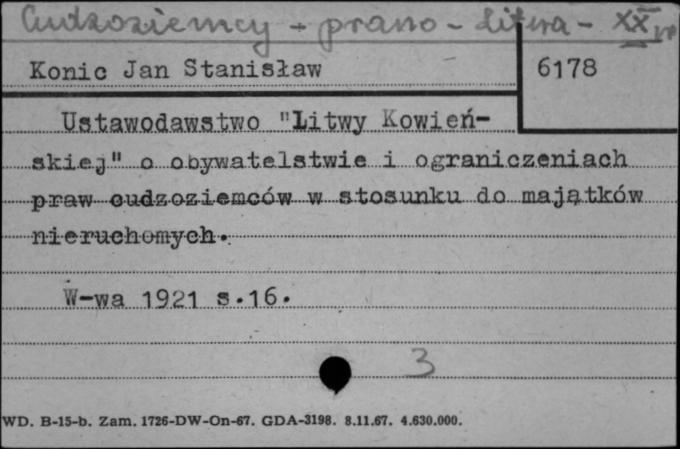 Cudzoziemcy - prawo - Litwa - XX w
Konic Jan Stanisław
6178
Ustawodawstwo "Litwy Kowień-
skiej" o obywatelstwie i ograniczeniach
praw cudzoziemców w stosunku do majątków
nieruchomych.
W-wa 1921 s.16.
3
WD. B-15-b. Zam. 1726-DW-On-67. GDA-3198. 8.11.67. 4.630.000.